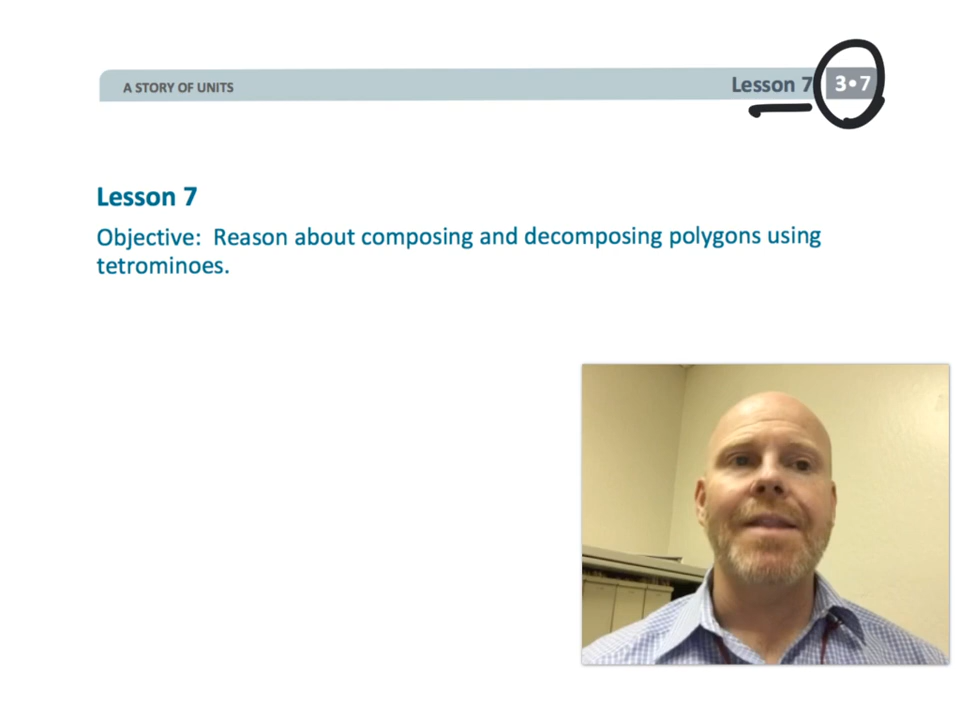 A STORY OF UNITS
Lesson 7 3•7
Lesson 7
Objective: Reason about composing and decomposing polygons using
tetrominoes.